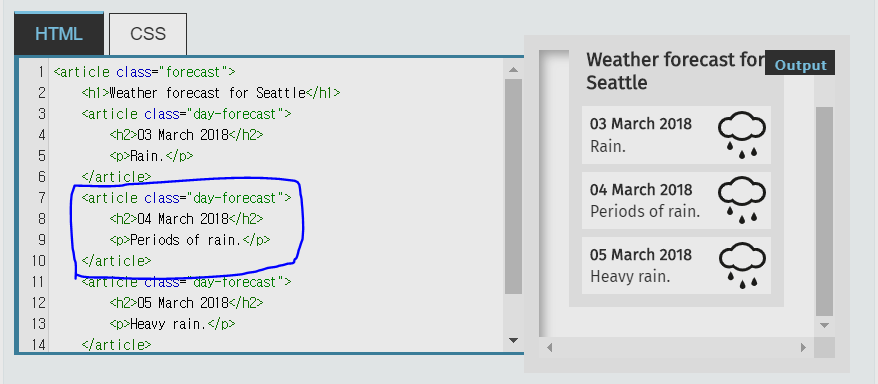 HTML
CSS
1 <article class="forecast">
2 <h1>Weather forecast for Seattle</h1>
3 <article class="day-forecast">
4 <h2>03 March 2018</h2>
5 <p>Rain.</p>
6 </article>
7 <article class="day-forecast">
8 <h2>04 March 2018</h2>
9 <p>Periods of rain.</p>
10 </article>
11 <article class="day-forecast">
12 <h2>05 March 2018</h2>
13 <p>Heavy rain.</p>
14 </article>
Output
Weather forecast for
Seattle
03 March 2018
Rain.
04 March 2018
Periods of rain.
05 March 2018
Heavy rain.